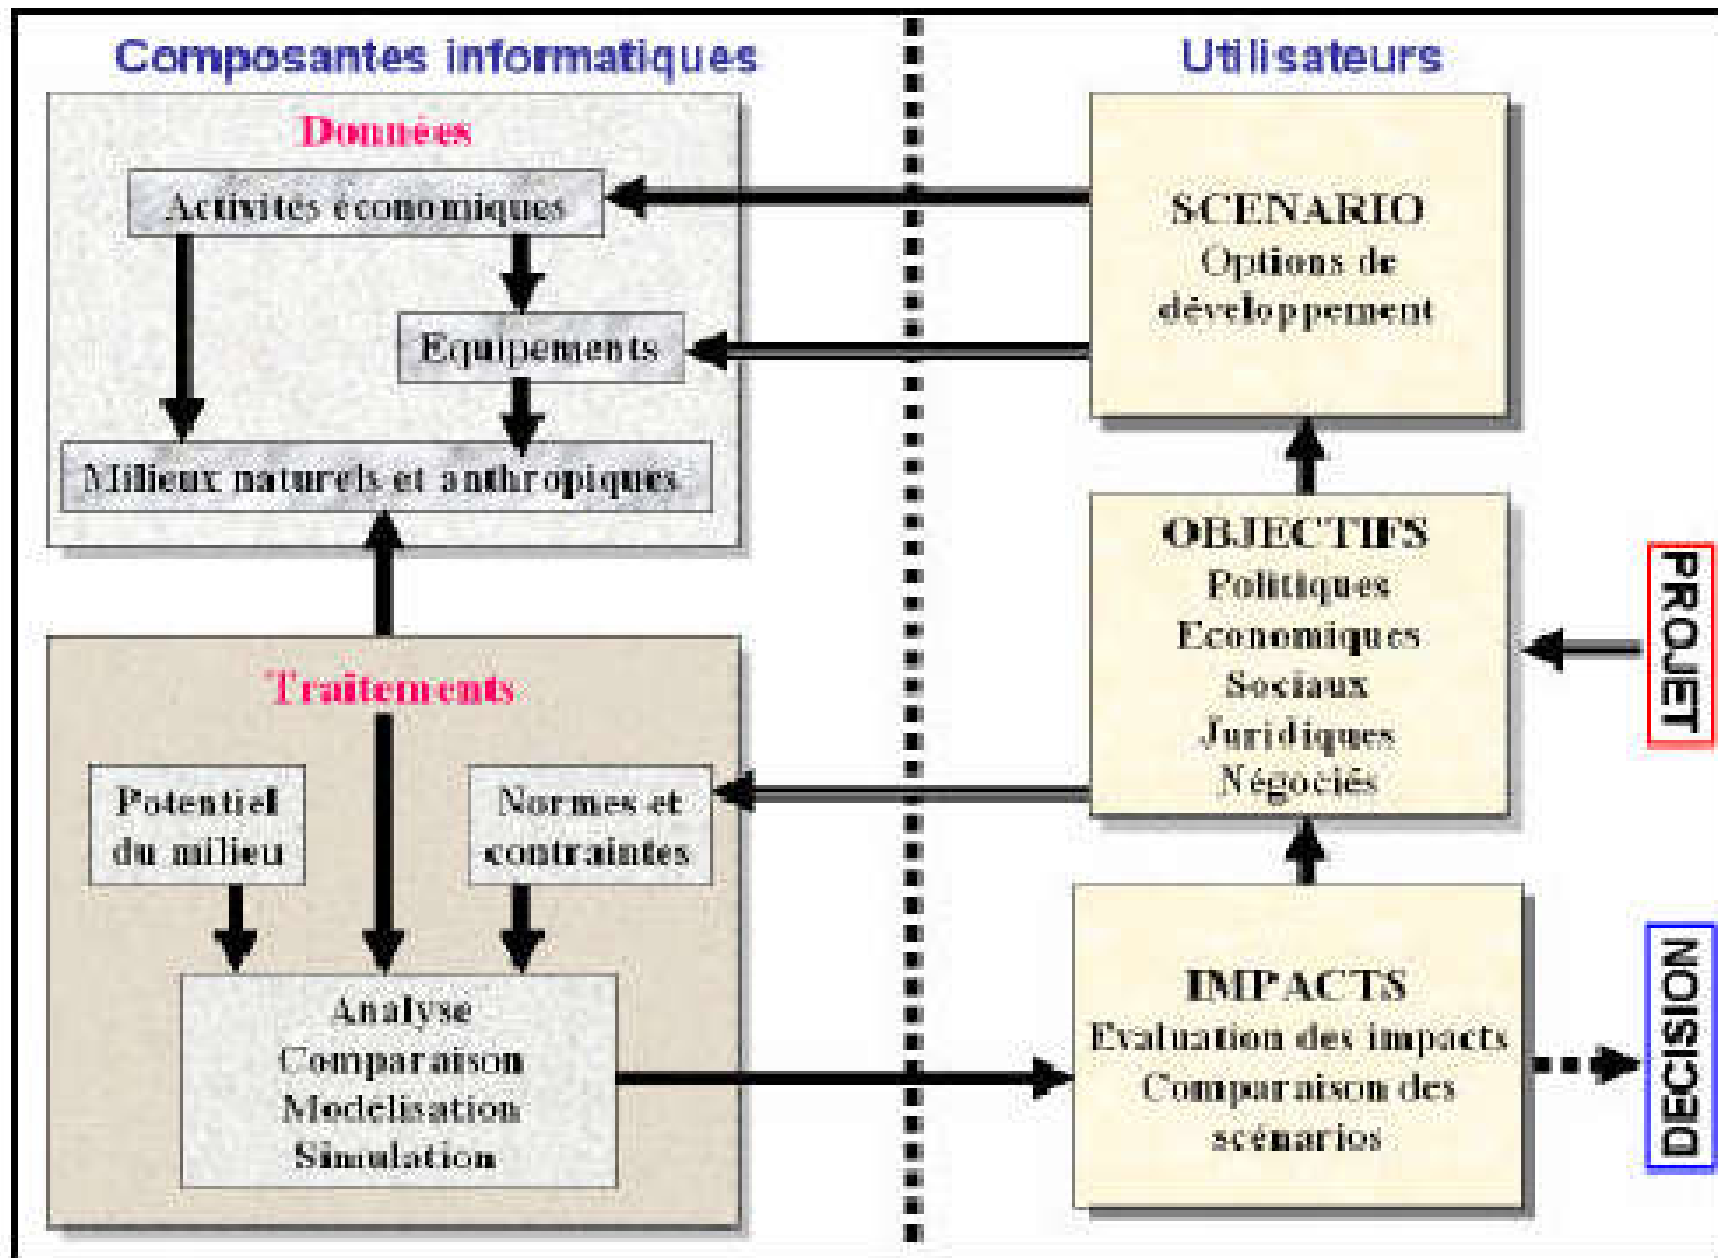 Composantes informatiques
Données
Activités économiques
Equipements
Milieux naturels et anthropiques
Traitements
Potentiel
du milieu
Normes et
contraintes
Analyse
Comparaison
Modélisation
Simulation
Utilisateurs
SCENARIO
Options de
développement
OBJECTIFS
Politiques
Economiques
Sociaux
Juridiques
Négociés
IMPACTS
Evaluation des impacts
Comparaison des
scénarios
PROJET
DECISION